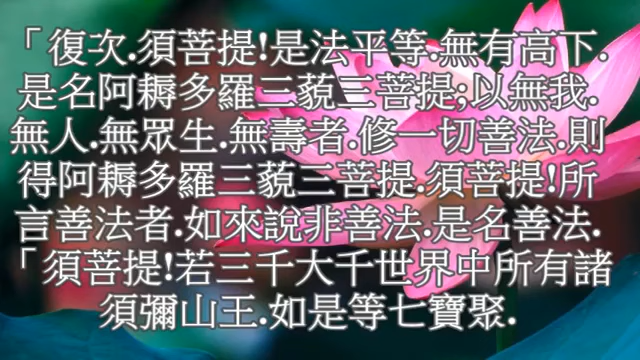 「復次.須菩提!是法平等.無有高下.
是名阿耨多羅三藐三菩提;以無我.
無人.無眾生.無壽者.修一切善法.則
得阿耨多羅三藐三菩提.須菩提!所
言善法者.如來說非善法.是名善法.
「須菩提!若三千大千世界中所有諸
須彌山王.如是等七寶聚.